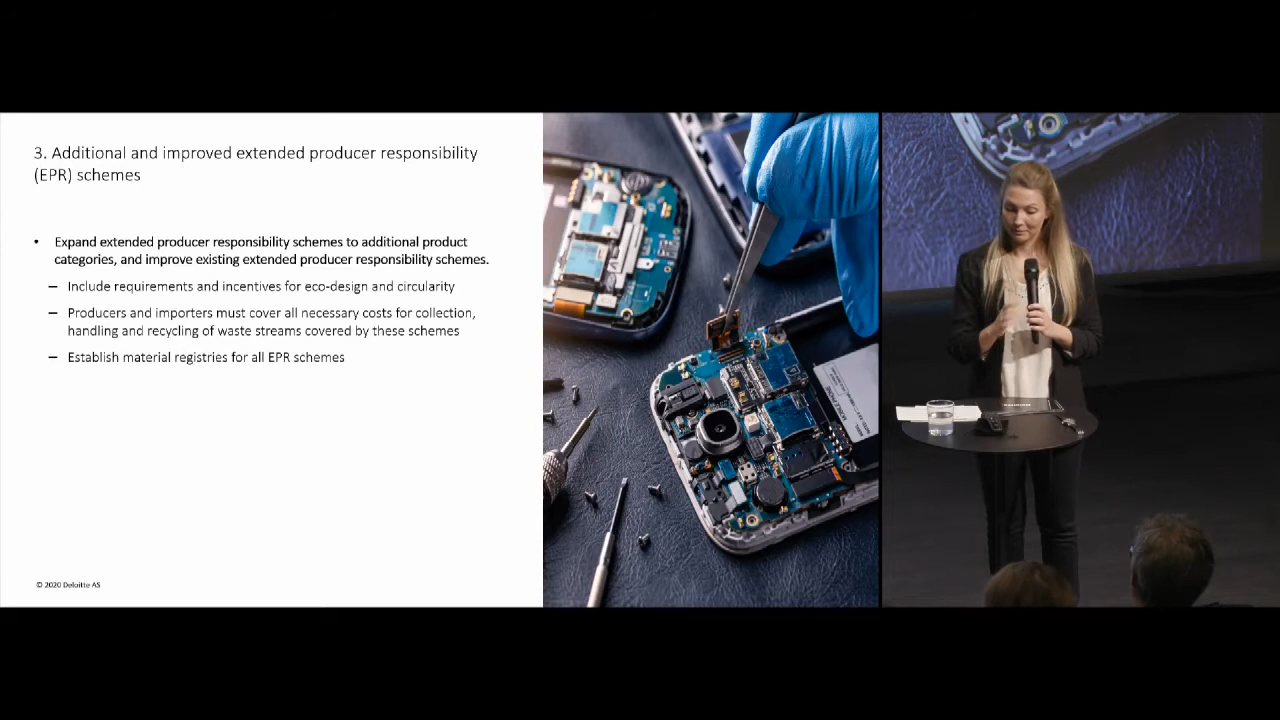 3. Additional and improved extended producer responsibility
(EPR) schemes
• Expand extended producer responsibility schemes to additional product
categories, and improve existing extended producer responsibility schemes.
– Include requirements and incentives for eco-design and circularity
– Producers and importers must cover all necessary costs for collection,
handling and recycling of waste streams covered by these schemes
– Establish material registries for all EPR schemes
© 2020 Deloitte AS